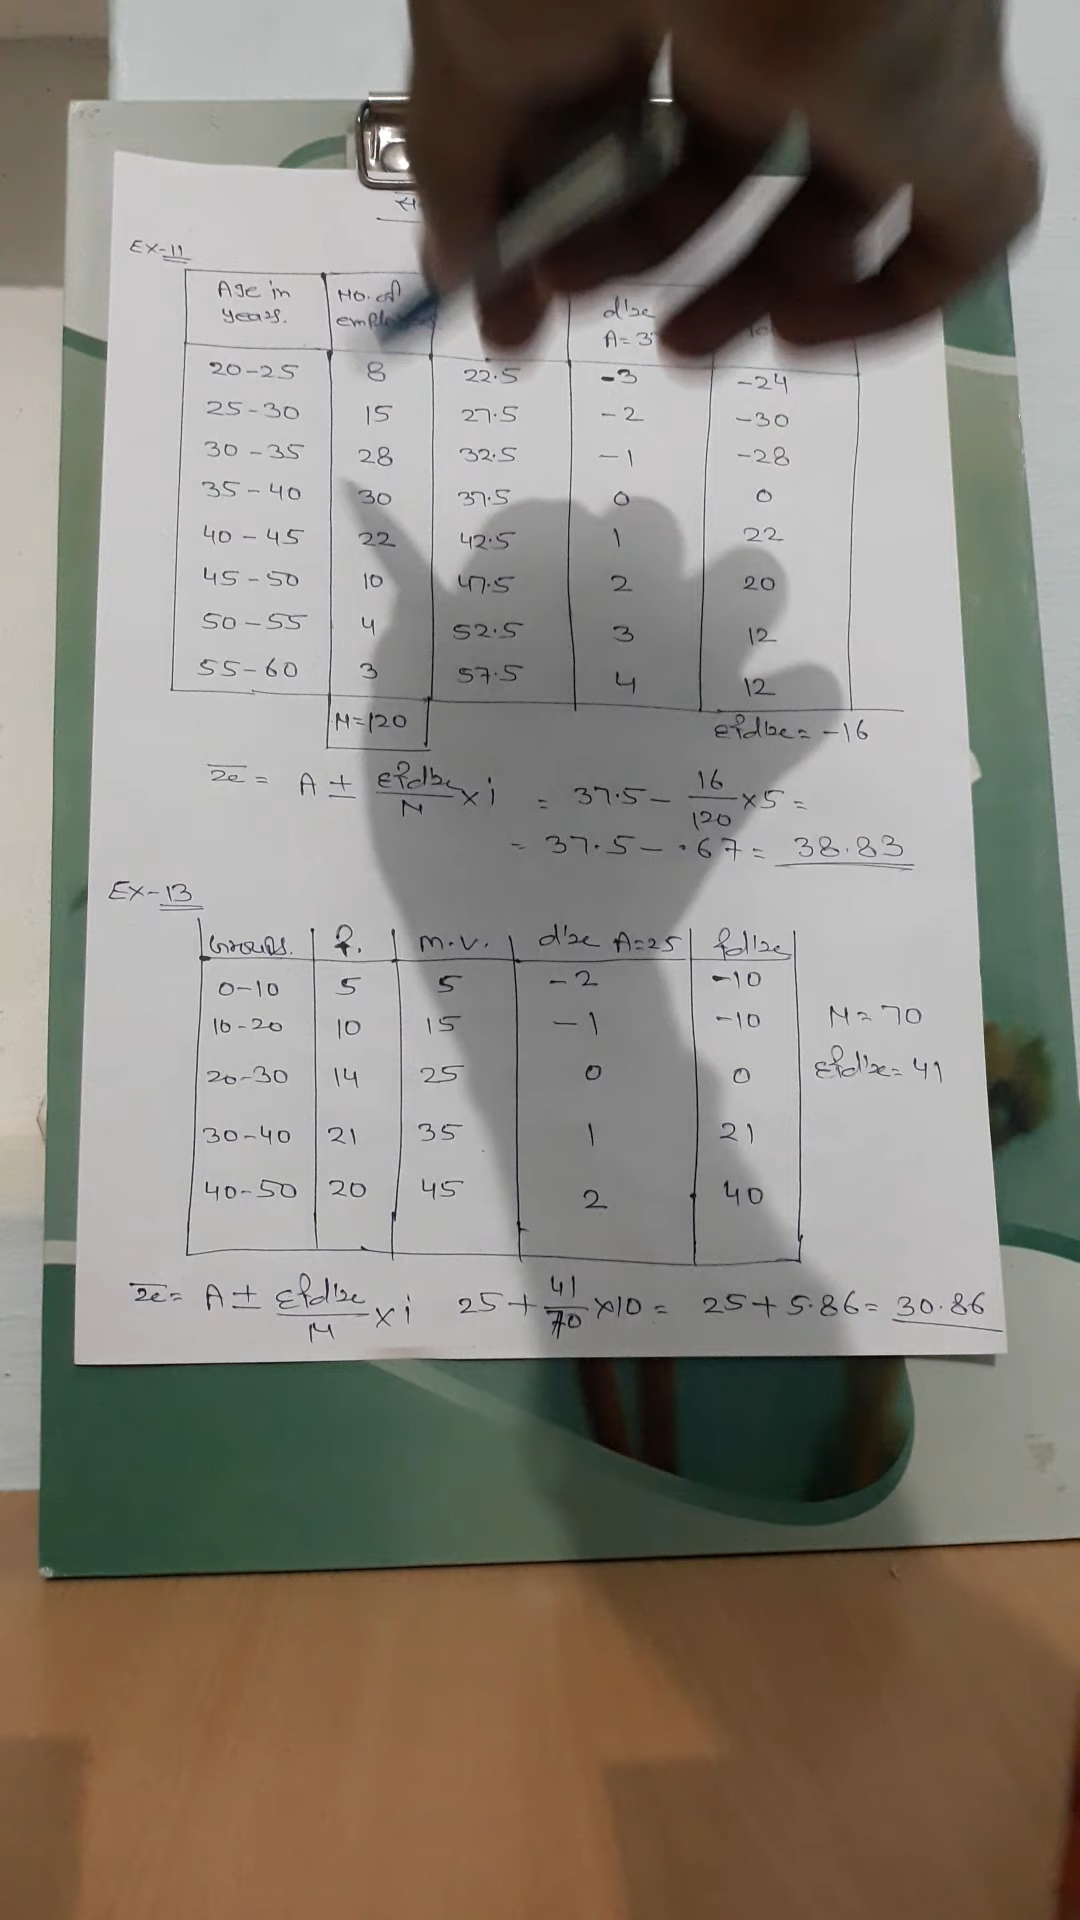 EX-11
Age in years. No. of d'x A=37
20-25 8 22.5 -3 -24
25-30 15 27.5 -2 -30
30-35 28 32.5 -1 -28
35-40 30 37.5 0 0
40-45 22 42.5 1 22
45-50 10 47.5 2 20
50-55 4 52.5 3 12
55-60 3 57.5 4 12
N=120 Σfd'x = -16
x̄ = A ± Σfd'x/N × i = 37.5 - 16/120 × 5 =
= 37.5 - .67 = 38.83
EX-13
Groups. f. m.v. d'x A=25 fd'x
0-10 5 5 -2 -10
10-20 10 15 -1 -10 N = 70
20-30 14 25 0 0 Σfd'x = 41
30-40 21 35 1 21
40-50 20 45 2 40
x̄ = A ± Σfd'x/N × i 25 + 41/70 × 10 = 25 + 5.86 = 30.86